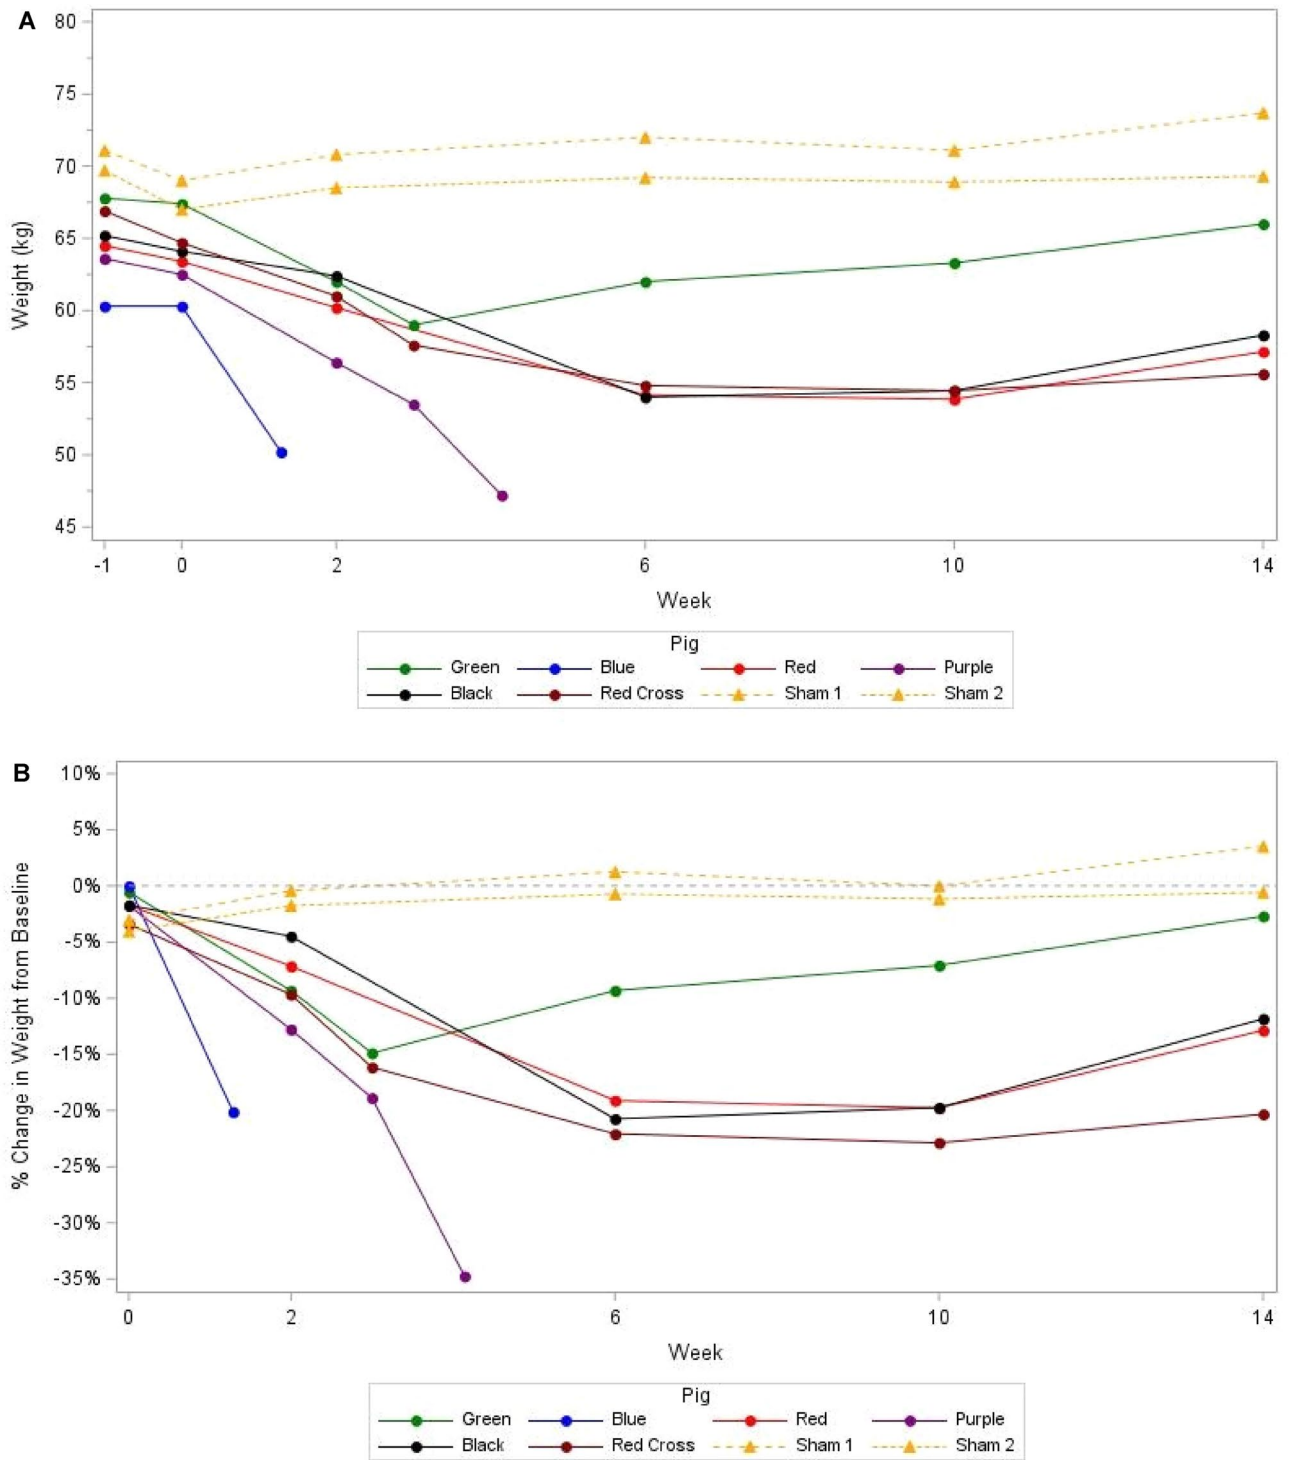 A
80
75
70
65
60
55
50
45
Weight (kg)
-1 0 2 6 10 14
Week
Pig
Green Blue Red Purple
Black Red Cross Sham 1 Sham 2
B
10%
5%
0%
-5%
-10%
-15%
-20%
-25%
-30%
-35%
% Change in Weight from Baseline
0 2 6 10 14
Week
Pig
Green Blue Red Purple
Black Red Cross Sham 1 Sham 2